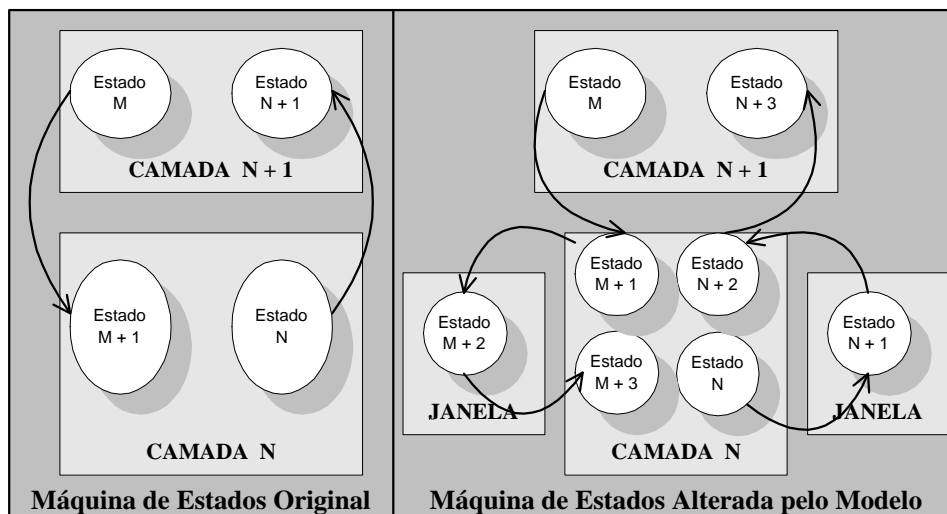 Estado
M
Estado
N + 1
CAMADA N + 1
Estado
M + 1
Estado
N
CAMADA N
Máquina de Estados Original
Estado
M
Estado
N + 3
CAMADA N + 1
Estado
M + 1
Estado
N + 2
Estado
M + 2
Estado
N + 1
Estado
M + 3
Estado
N
JANELA
JANELA
CAMADA N
Máquina de Estados Alterada pelo Modelo